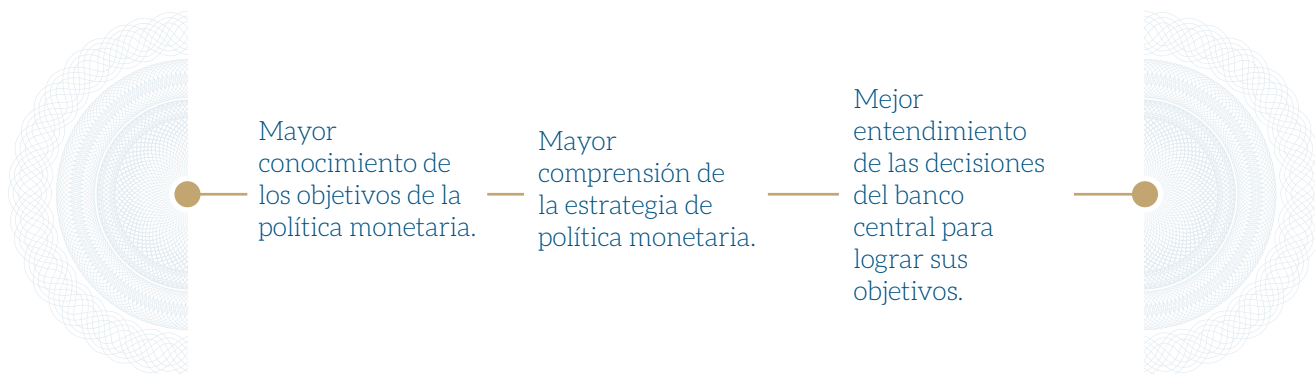 Mayor
conocimiento de
los objetivos de la
política monetaria.
Mayor
comprensión de
la estrategia de
política monetaria.
Mejor
entendimiento
de las decisiones
del banco
central para
lograr sus
objetivos.